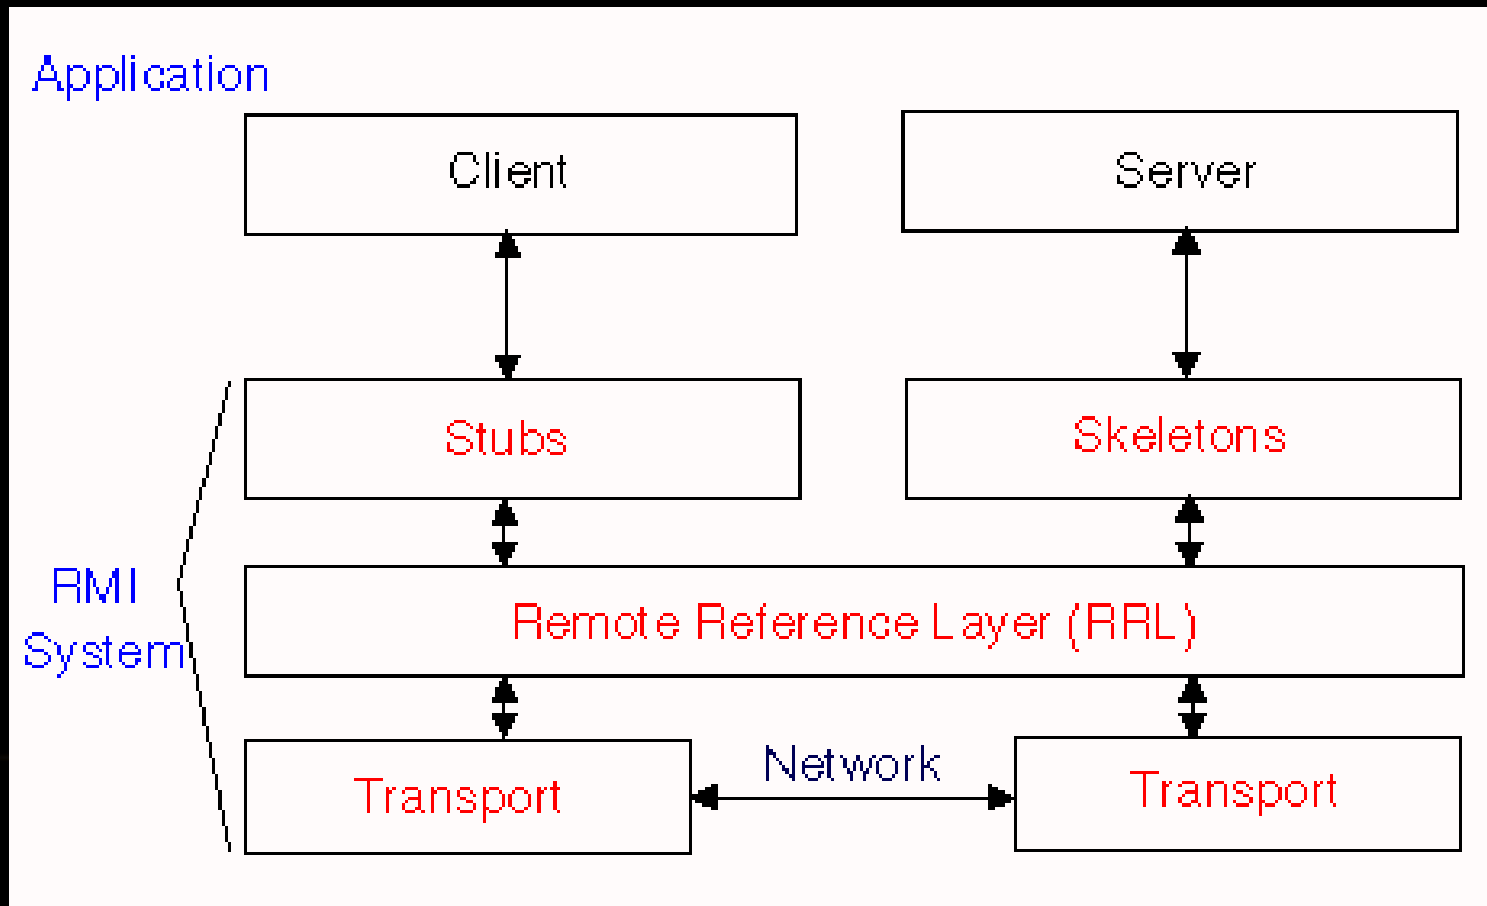 Application
Client
Server
Stubs
Skeletons
RMI
System
Remote Reference Layer (RRL)
Network
Transport
Transport